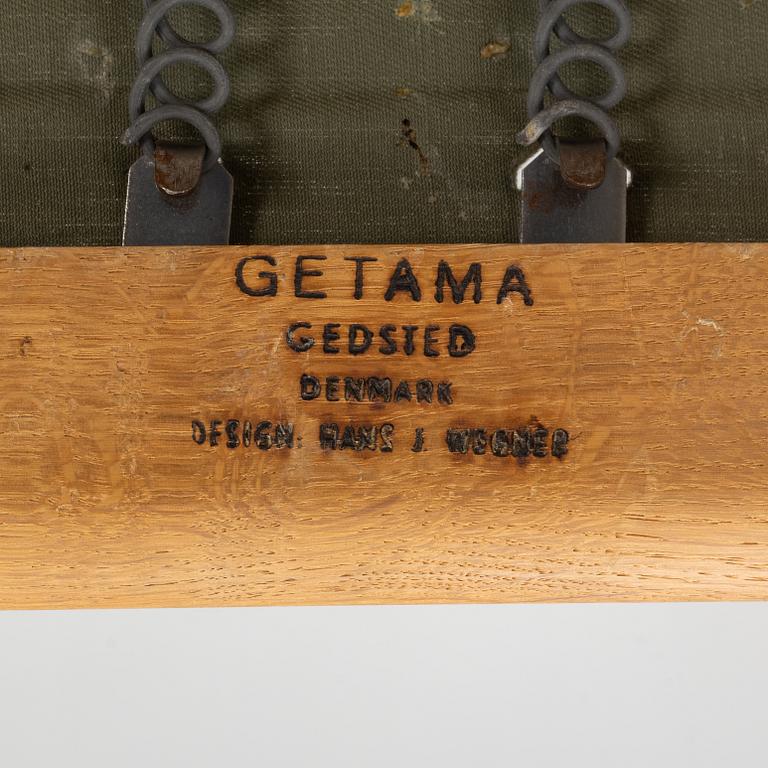 GETAMA
GEDSTED
DENMARK
DESIGN: HANS J. WEGNER